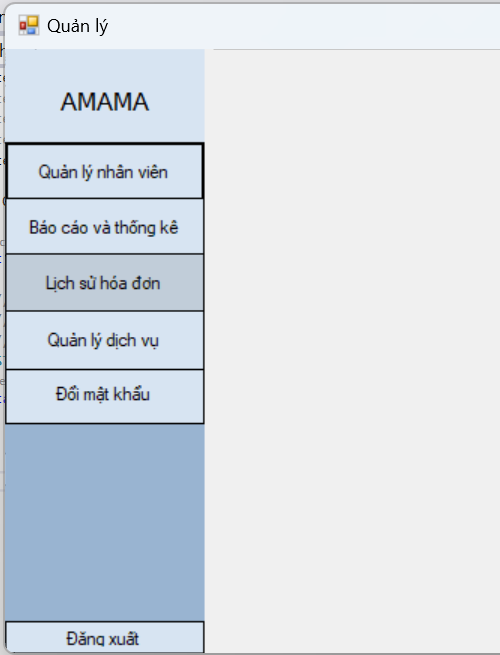 Quản lý
AMAMA
Quản lý nhân viên
Báo cáo và thống kê
Lịch sử hóa đơn
Quản lý dịch vụ
Đổi mật khẩu
Đăng xuất